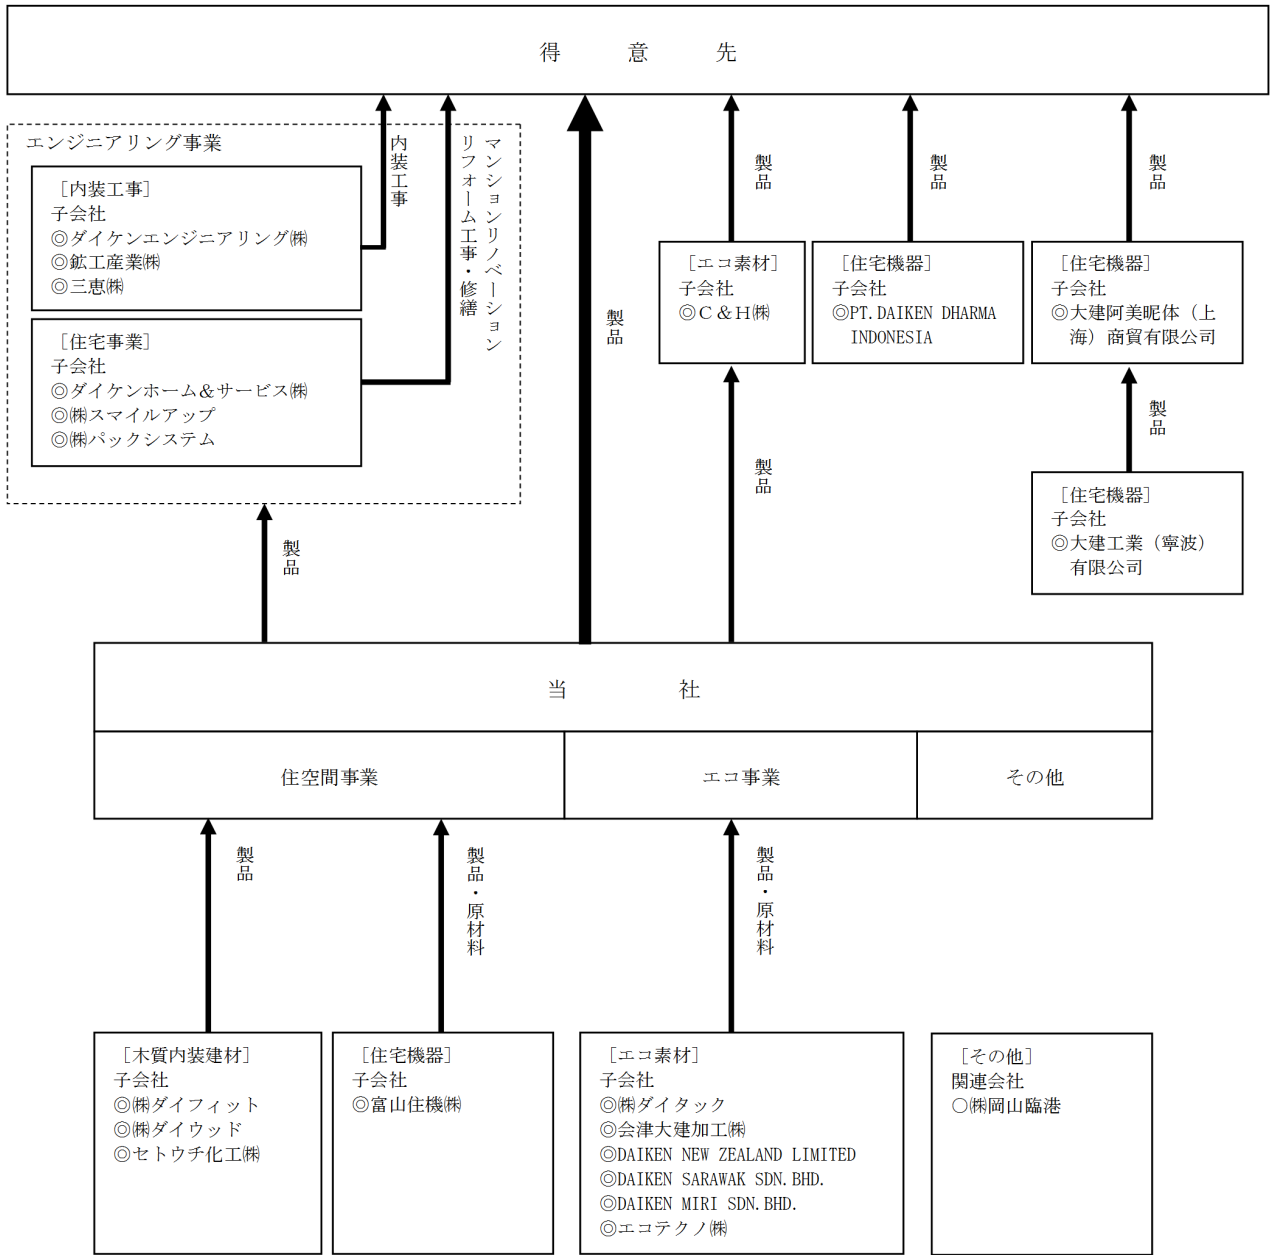 得意先
エンジニアリング事業
［内装工事］
子会社
◎ダイケンエンジニアリング㈱
◎鉱工産業㈱
◎三恵㈱
［住宅事業］
子会社
◎ダイケンホーム＆サービス㈱
◎㈱スマイルアップ
◎㈱パックシステム
内装工事
マンションリノベーション
リフォーム工事・修繕
製品
製品
製品
製品
［エコ素材］
子会社
◎Ｃ＆Ｈ㈱
［住宅機器］
子会社
◎PT.DAIKEN DHARMA
INDONESIA
［住宅機器］
子会社
◎大建阿美昵体（上
海）商貿有限公司
製品
製品
［住宅機器］
子会社
◎大建工業（寧波）
有限公司
製品
当社
住空間事業
エコ事業
その他
製品
製品・原材料
製品・原材料
［木質内装建材］
子会社
◎㈱ダイフィット
◎㈱ダイウッド
◎セトウチ化工㈱
［住宅機器］
子会社
◎富山住機㈱
［エコ素材］
子会社
◎㈱ダイタック
◎会津大建加工㈱
◎DAIKEN NEW ZEALAND LIMITED
◎DAIKEN SARAWAK SDN.BHD.
◎DAIKEN MIRI SDN.BHD.
◎エコテクノ㈱
［その他］
関連会社
○㈱岡山臨港